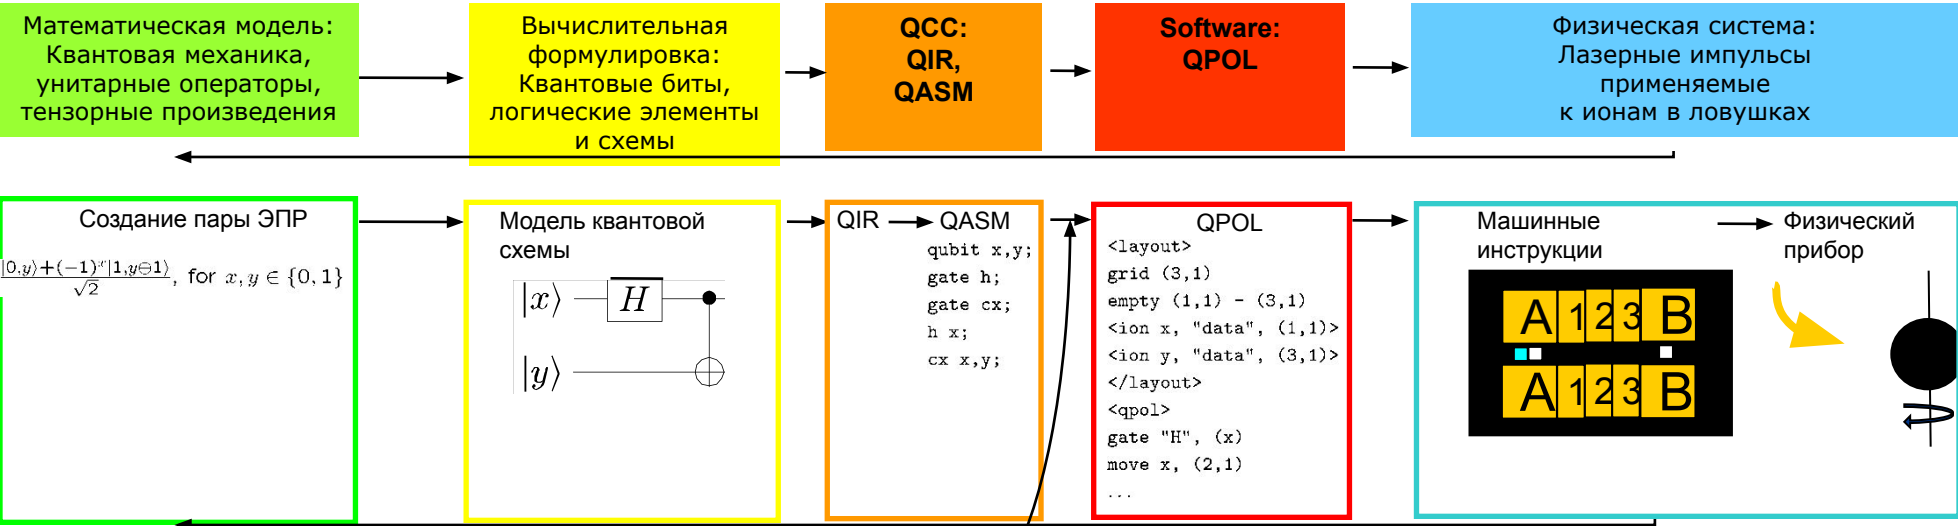 Математическая модель:
Квантовая механика,
унитарные операторы,
тензорные произведения
Вычислительная
формулировка:
Квантовые биты,
логические элементы
и схемы
QCC:
QIR,
QASM
Software:
QPOL
Физическая система:
Лазерные импульсы
применяемые
к ионам в ловушках
Создание пары ЭПР
|0,y⟩+(−1)^x|1,y⊖1⟩
√2
, for x, y ∈ {0, 1}
Модель квантовой
схемы
|x⟩ H
|y⟩
QIR QASM
qubit x,y;
gate h;
gate cx;
h x;
cx x,y;
QPOL
<layout>
grid (3,1)
empty (1,1) - (3,1)
<ion x, "data", (1,1)>
<ion y, "data", (3,1)>
</layout>
<qpol>
gate "H", (x)
move x, (2,1)
...
Машинные
инструкции
A 1 2 3 B
A 1 2 3 B
Физический
прибор